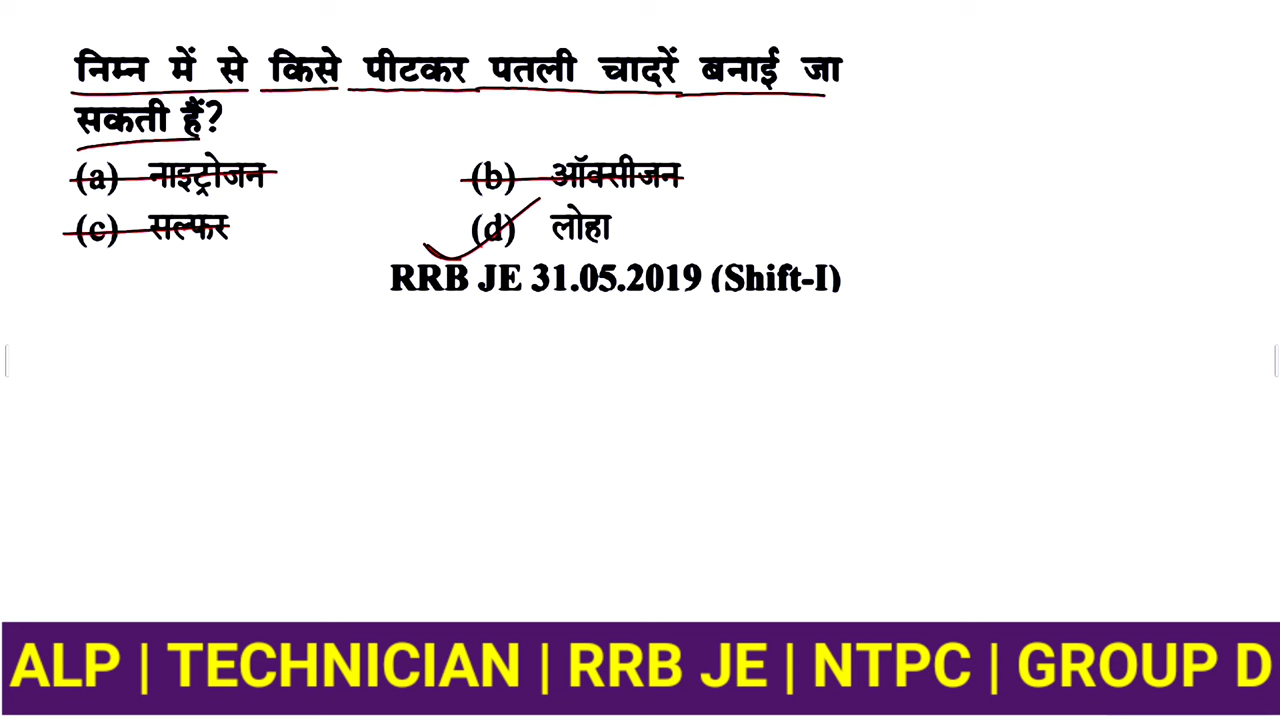 निम्न में से किसे पीटकर पतली चादरें बनाई जा
सकती हैं?
(a) नाइट्रोजन (b) ऑक्सीजन
(c) सल्फर (d) लोहा
RRB JE 31.05.2019 (Shift-I)
ALP | TECHNICIAN | RRB JE | NTPC | GROUP D